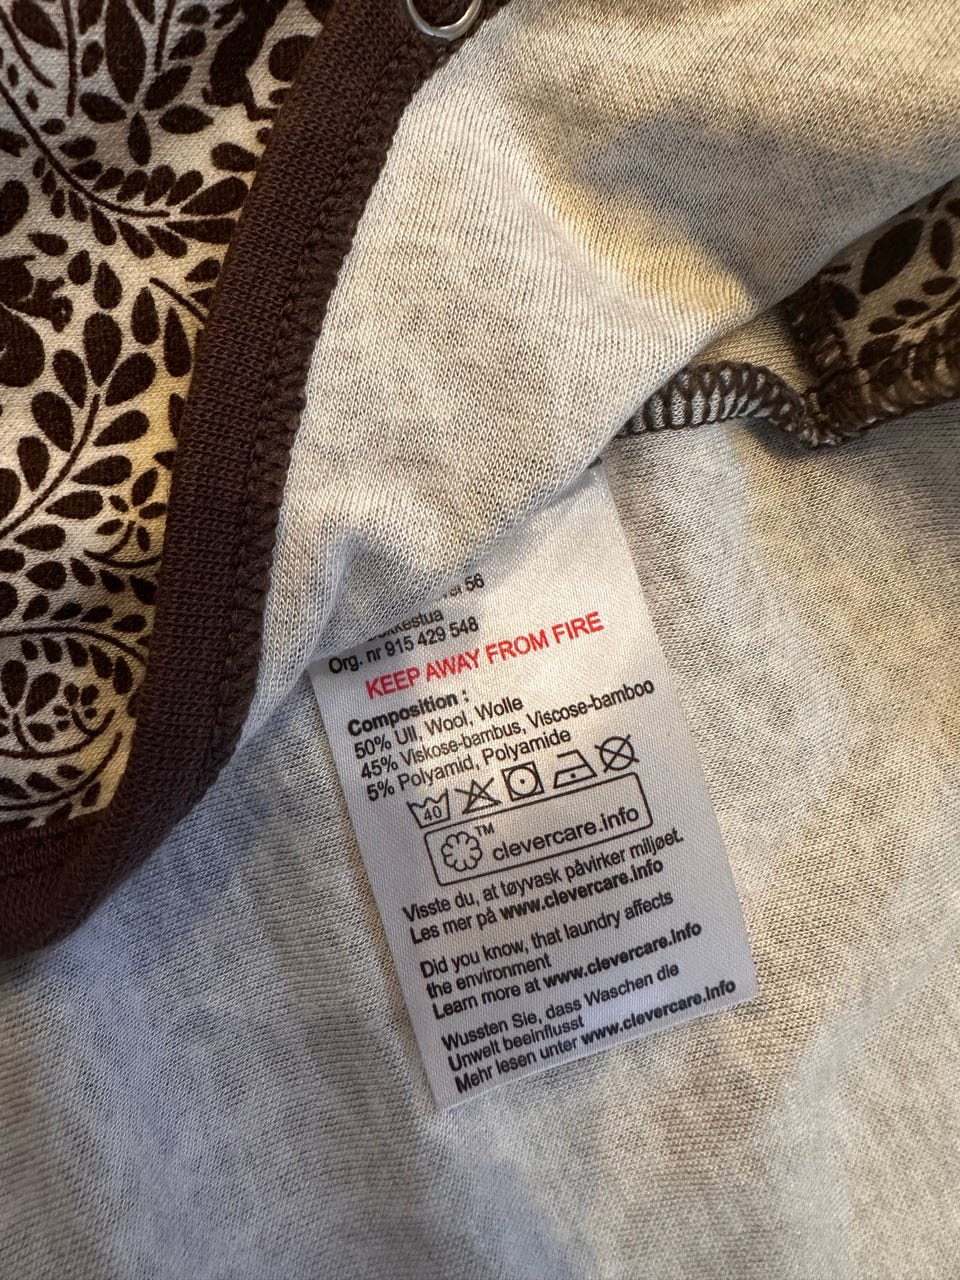 56
Org. nr 915 429 548
KEEP AWAY FROM FIRE
Composition :
50% Ull, Wool, Wolle
45% Viskose-bambus, Viscose-bamboo
5% Polyamid, Polyamide
40
TM clevercare.info
Visste du, at tøyvask påvirker miljøet.
Les mer på www.clevercare.info
Did you know, that laundry affects
the environment
Learn more at www.clevercare.info
Wussten Sie, dass Waschen die
Unwelt beeinflusst
Mehr lesen unter www.clevercare.info